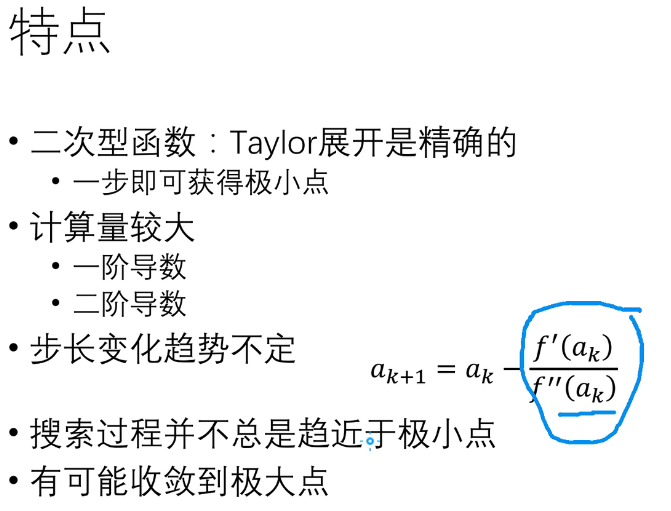 特点
• 二次型函数：Taylor展开是精确的
• 一步即可获得极小点
• 计算量较大
• 一阶导数
• 二阶导数
• 步长变化趋势不定
a_{k+1} = a_k − f′(a_k) / f″(a_k)
• 搜索过程并不总是趋近于极小点
• 有可能收敛到极大点